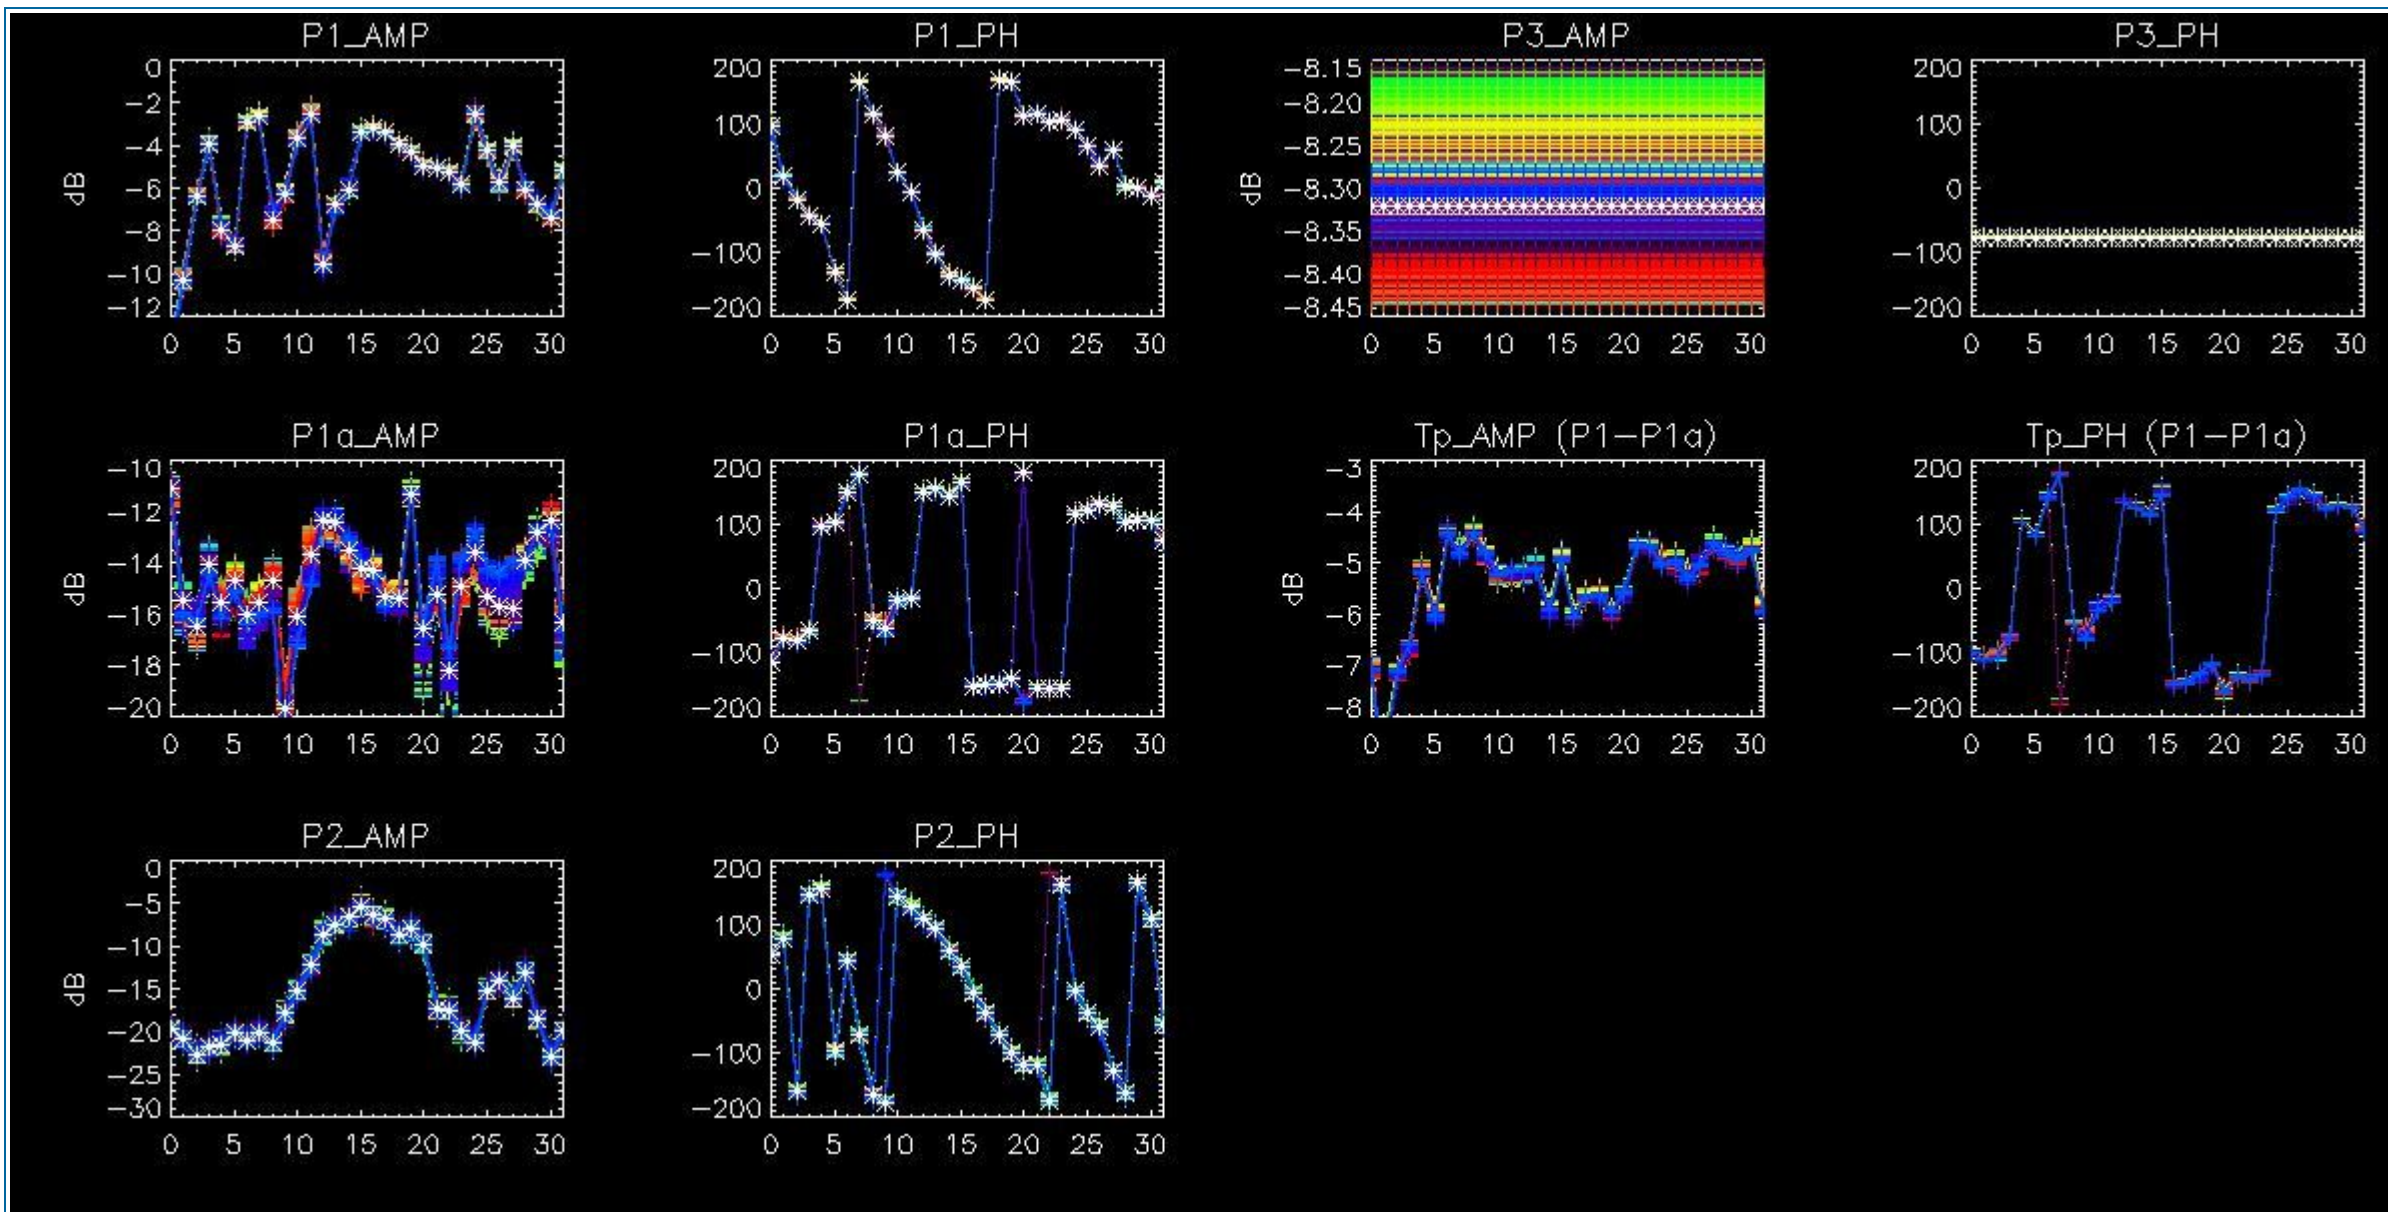 P1_AMP P1_PH P3_AMP P3_PH
0 200 -8.15 200
-2 100 -8.20 100
-4 0 -8.25 0
-6 -100 -8.30 -100
-8 -200 -8.35 -200
-10 -8.40
-12 -8.45
dB dB
0 5 10 15 20 25 30 0 5 10 15 20 25 30 0 5 10 15 20 25 30 0 5 10 15 20 25 30
P1a_AMP P1a_PH Tp_AMP (P1-P1a) Tp_PH (P1-P1a)
-10 200 -3 200
-12 100 -4 100
-14 0 -5 0
-16 -100 -6 -100
-18 -200 -7 -200
-20 -8
dB dB
0 5 10 15 20 25 30 0 5 10 15 20 25 30 0 5 10 15 20 25 30 0 5 10 15 20 25 30
P2_AMP P2_PH
0 200
-5 100
-10 0
-15 -100
-20 -200
-25
-30
dB
0 5 10 15 20 25 30 0 5 10 15 20 25 30